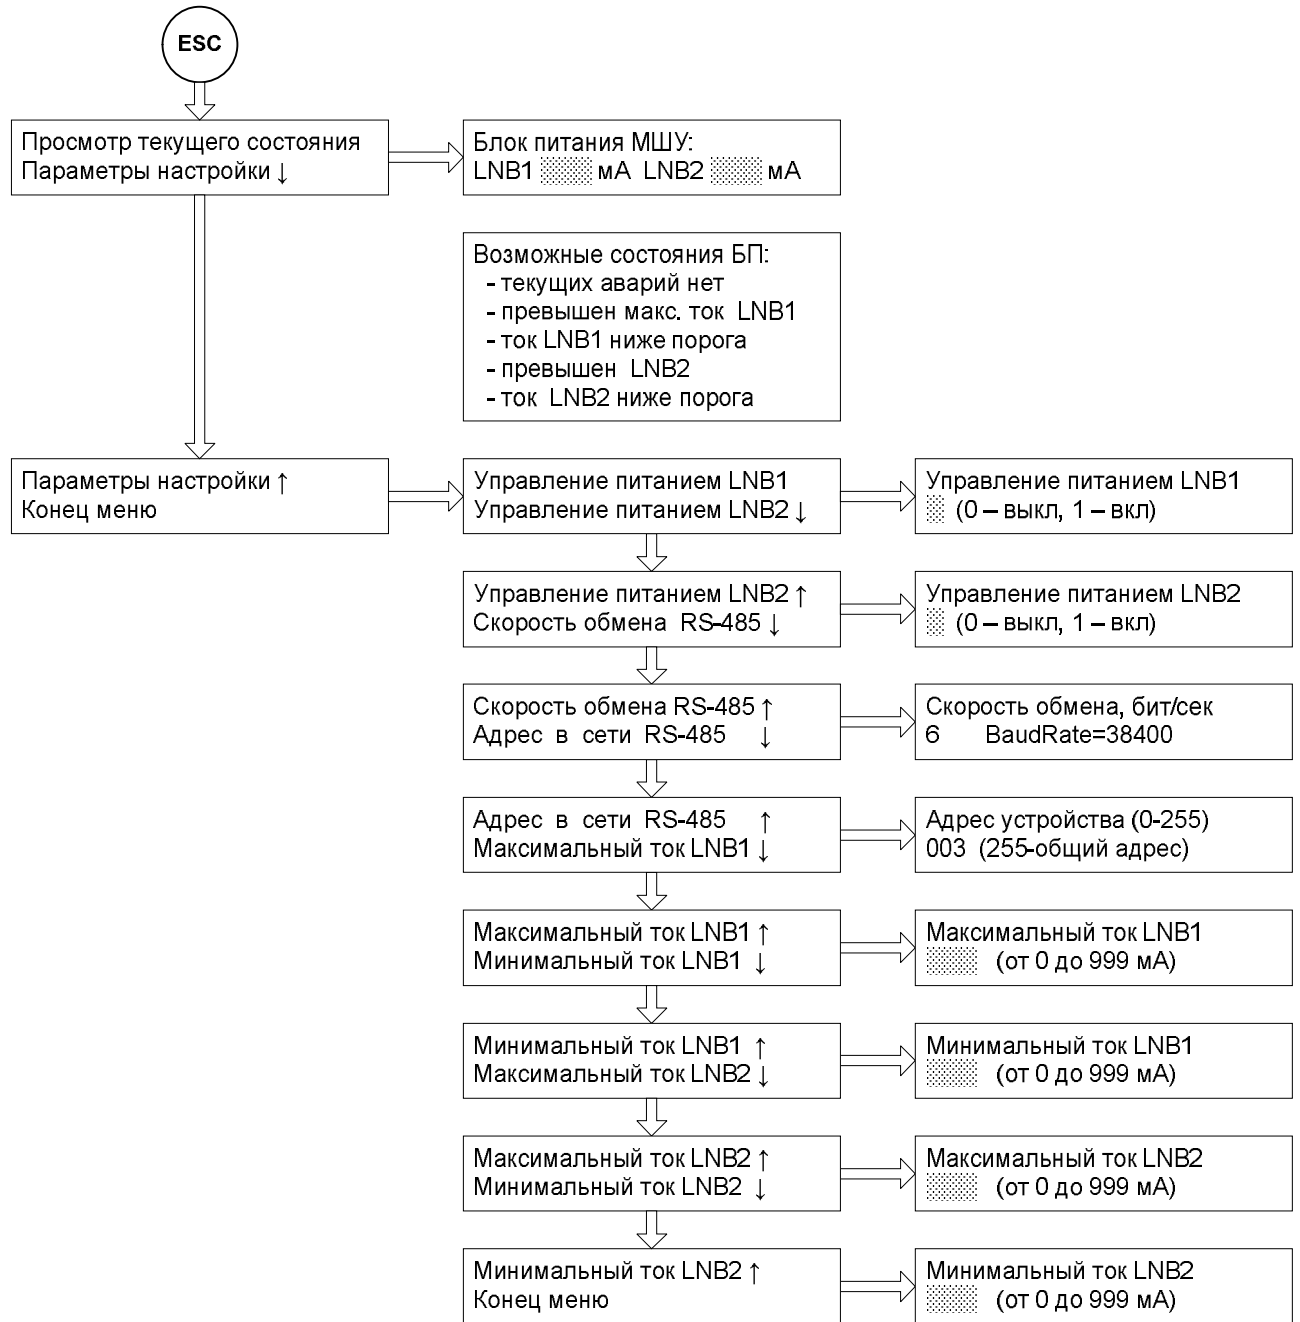 ESC
Просмотр текущего состояния
Параметры настройки ↓
Блок питания МШУ:
LNB1 мА LNB2 мА
Возможные состояния БП:
- текущих аварий нет
- превышен макс. ток LNB1
- ток LNB1 ниже порога
- превышен LNB2
- ток LNB2 ниже порога
Параметры настройки ↑
Конец меню
Управление питанием LNB1
Управление питанием LNB2 ↓
Управление питанием LNB1
(0 – выкл, 1 – вкл)
Управление питанием LNB2 ↑
Скорость обмена RS-485 ↓
Управление питанием LNB2
(0 – выкл, 1 – вкл)
Скорость обмена RS-485 ↑
Адрес в сети RS-485 ↓
Скорость обмена, бит/сек
6 BaudRate=38400
Адрес в сети RS-485 ↑
Максимальный ток LNB1 ↓
Адрес устройства (0-255)
003 (255-общий адрес)
Максимальный ток LNB1 ↑
Минимальный ток LNB1 ↓
Максимальный ток LNB1
(от 0 до 999 мА)
Минимальный ток LNB1 ↑
Максимальный ток LNB2 ↓
Минимальный ток LNB1
(от 0 до 999 мА)
Максимальный ток LNB2 ↑
Минимальный ток LNB2 ↓
Максимальный ток LNB2
(от 0 до 999 мА)
Минимальный ток LNB2 ↑
Конец меню
Минимальный ток LNB2
(от 0 до 999 мА)